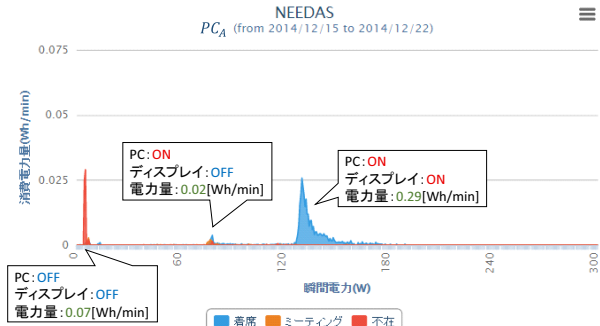 NEEDAS
PC_A (from 2014/12/15 to 2014/12/22)
0.075
0.05
0.025
0
消費電力量(Wh/min)
PC:ON
ディスプレイ:OFF
電力量:0.02[Wh/min]
PC:ON
ディスプレイ:ON
電力量:0.29[Wh/min]
0
60
120
180
240
300
瞬間電力(W)
PC:OFF
ディスプレイ:OFF
電力量:0.07[Wh/min]
着席 ミーティング 不在